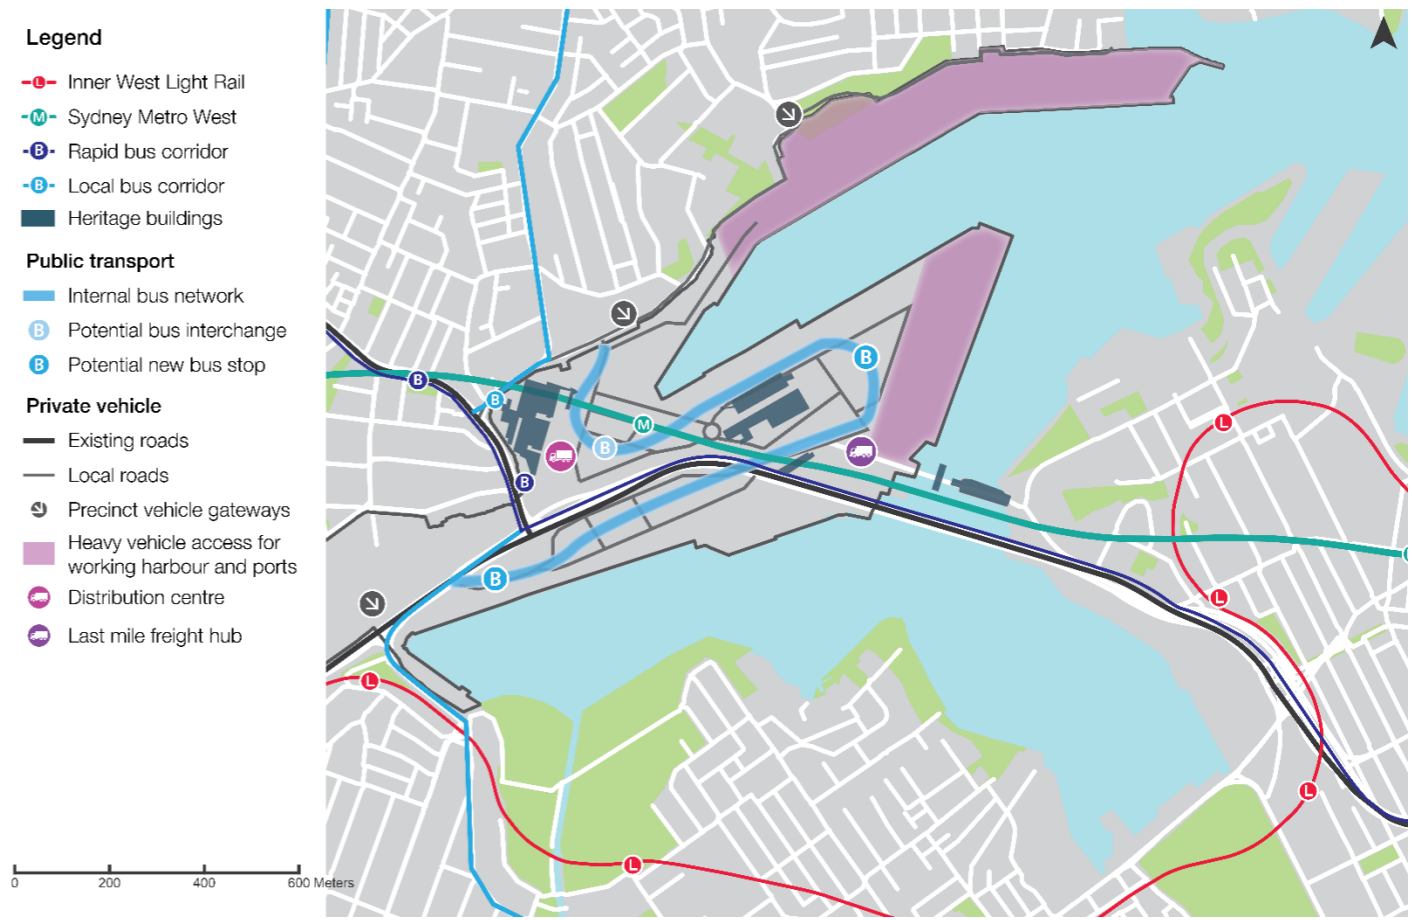 Legend
L Inner West Light Rail
M Sydney Metro West
B Rapid bus corridor
B Local bus corridor
Heritage buildings
Public transport
Internal bus network
B Potential bus interchange
B Potential new bus stop
Private vehicle
Existing roads
Local roads
Precinct vehicle gateways
Heavy vehicle access for
working harbour and ports
Distribution centre
Last mile freight hub
0 200 400 600 Meters
B
B
B
M
B
B
B
L
L
L
L
L